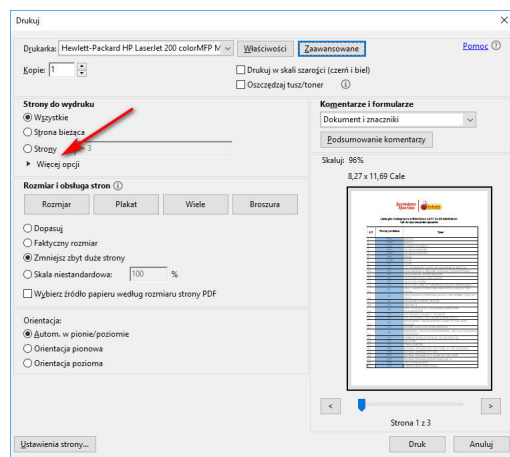 Drukuj
Drukarka: Hewlett-Packard HP LaserJet 200 colorMFP M Właściwości Zaawansowane Pomoc
Kopie: 1 Drukuj w skali szarości (czerń i biel)
Oszczędzaj tusz/toner
Strony do wydruku
Wszystkie
Strona bieżąca
Strony 3
Więcej opcji
Rozmiar i obsługa stron
Rozmiar Plakat Wiele Broszura
Dopasuj
Faktyczny rozmiar
Zmniejsz zbyt duże strony
Skala niestandardowa: 100 %
Wybierz źródło papieru według rozmiaru strony PDF
Orientacja:
Autom. w pionie/poziomie
Orientacja pionowa
Orientacja pozioma
Komentarze i formularze
Dokument i znaczniki
Podsumowanie komentarzy
Skaluj: 96%
8,27 x 11,69 Cale
< >
Strona 1 z 3
Ustawienia strony... Druk Anuluj